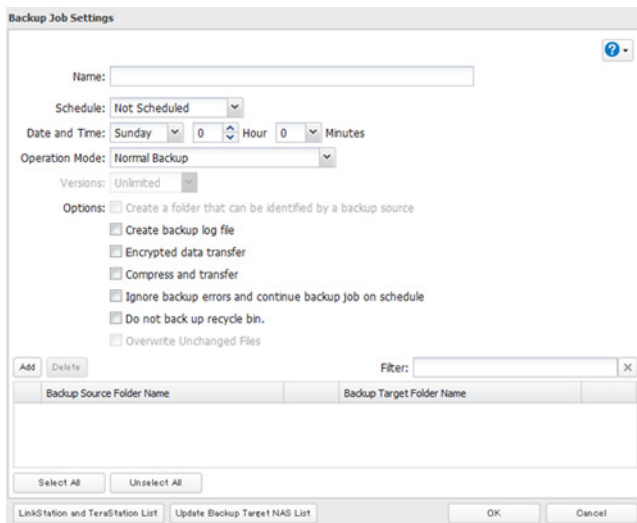 Backup Job Settings
?
Name:
Schedule: Not Scheduled
Date and Time: Sunday 0 Hour 0 Minutes
Operation Mode: Normal Backup
Versions: Unlimited
Options: Create a folder that can be identified by a backup source
Create backup log file
Encrypted data transfer
Compress and transfer
Ignore backup errors and continue backup job on schedule
Do not back up recycle bin.
Overwrite Unchanged Files
Add Delete Filter:
Backup Source Folder Name Backup Target Folder Name
Select All Unselect All
LinkStation and TeraStation List Update Backup Target NAS List OK Cancel